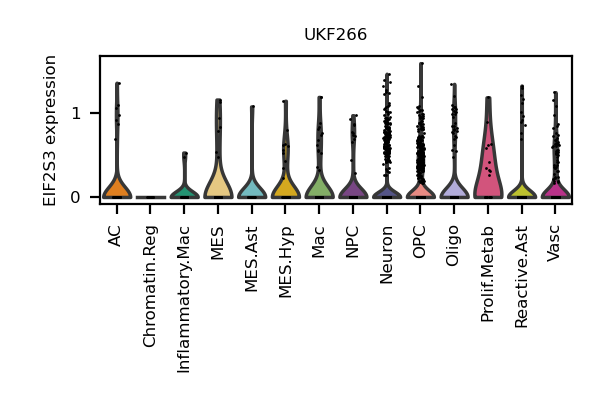 UKF266
EIF2S3 expression
1
0
AC
Chromatin.Reg
Inflammatory.Mac
MES
MES.Ast
MES.Hyp
Mac
NPC
Neuron
OPC
Oligo
Prolif.Metab
Reactive.Ast
Vasc